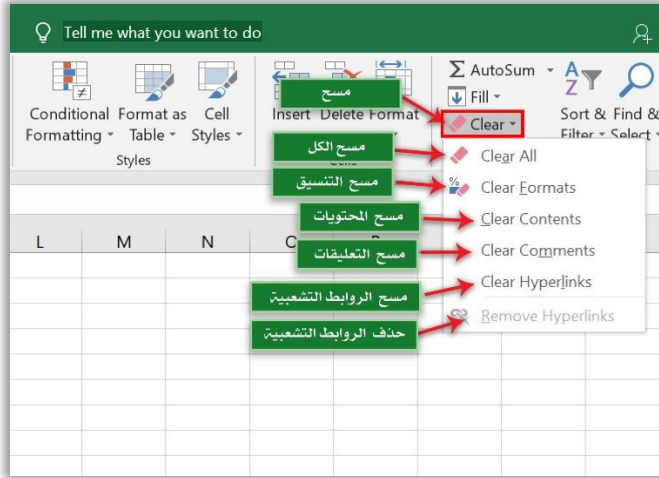 Tell me what you want to do
AutoSum
Fill
Clear
Conditional Formatting
Format as Table
Cell Styles
Insert Delete Format
Sort & Filter
Find & Select
Styles
مسح
مسح الكل
Clear All
مسح التنسيق
Clear Formats
مسح المحتويات
Clear Contents
مسح التعليقات
Clear Comments
مسح الروابط التشعبية
Clear Hyperlinks
حذف الروابط التشعبية
Remove Hyperlinks
L M N